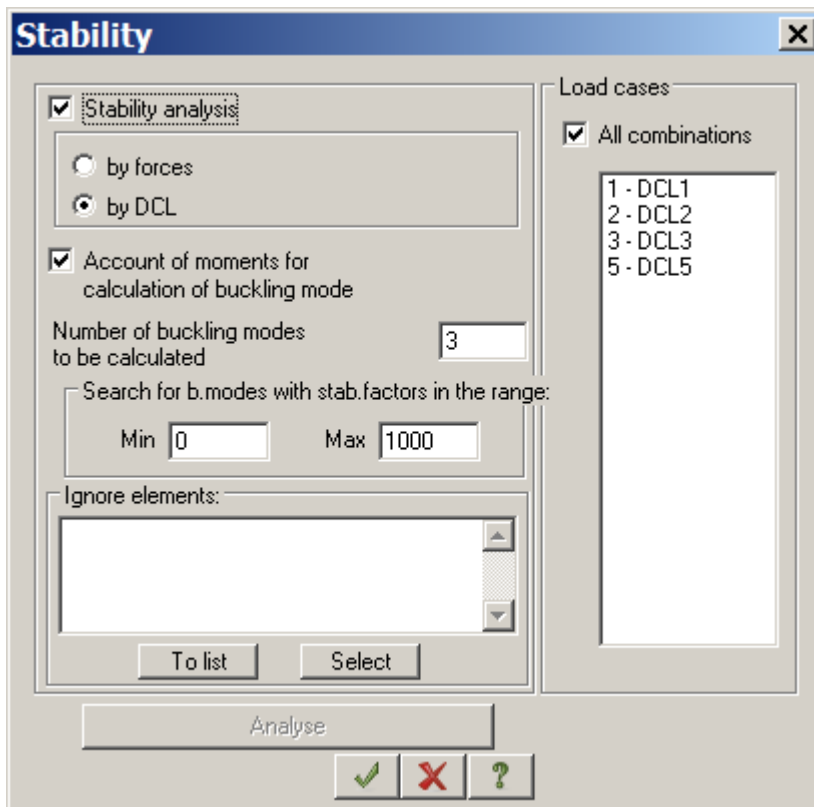 Stability
Stability analysis
by forces
by DCL
Account of moments for
calculation of buckling mode
Number of buckling modes
to be calculated
3
Search for b.modes with stab.factors in the range:
Min 0 Max 1000
Ignore elements:
To list Select
Load cases
All combinations
1 - DCL1
2 - DCL2
3 - DCL3
5 - DCL5
Analyse
?